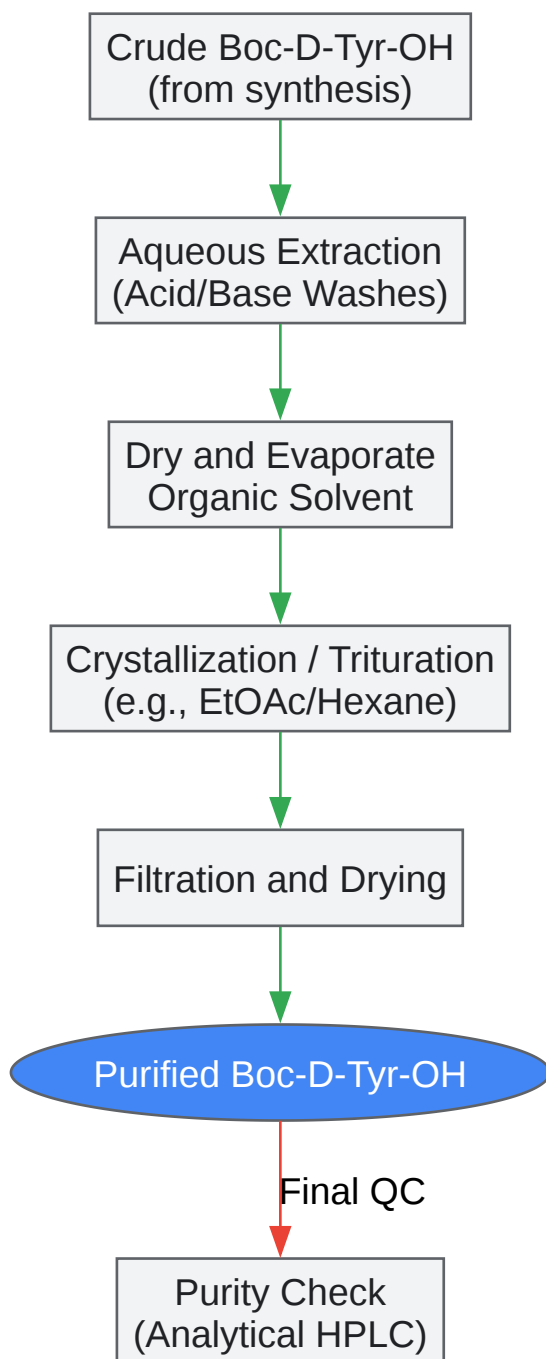 Crude Boc-D-Tyr-OH
(from synthesis)
Aqueous Extraction
(Acid/Base Washes)
Dry and Evaporate
Organic Solvent
Crystallization / Trituration
(e.g., EtOAc/Hexane)
Filtration and Drying
Purified Boc-D-Tyr-OH
Final QC
Purity Check
(Analytical HPLC)